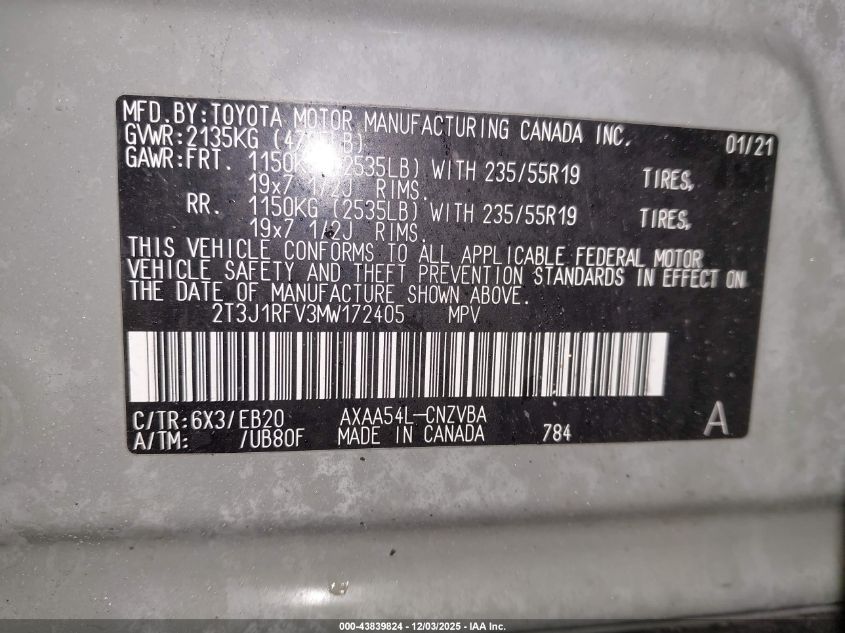 MFD.BY:TOYOTA MOTOR MANUFACTURING CANADA INC. 01/21
GVWR:2135KG
GAWR:FRT. 1150KG (2535LB) WITH 235/55R19 TIRES,
19x7 1/2J RIMS.
RR. 1150KG (2535LB) WITH 235/55R19 TIRES,
19x7 1/2J RIMS.
THIS VEHICLE CONFORMS TO ALL APPLICABLE FEDERAL MOTOR
VEHICLE SAFETY AND THEFT PREVENTION STANDARDS IN EFFECT ON
THE DATE OF MANUFACTURE SHOWN ABOVE.
2T3J1RFV3MW172405 MPV
C/TR:6X3/EB20 AXAA54L-CNZVBA A
A/TM: /UB80F MADE IN CANADA 784
000-43839824 - 12/03/2025 - IAA Inc.